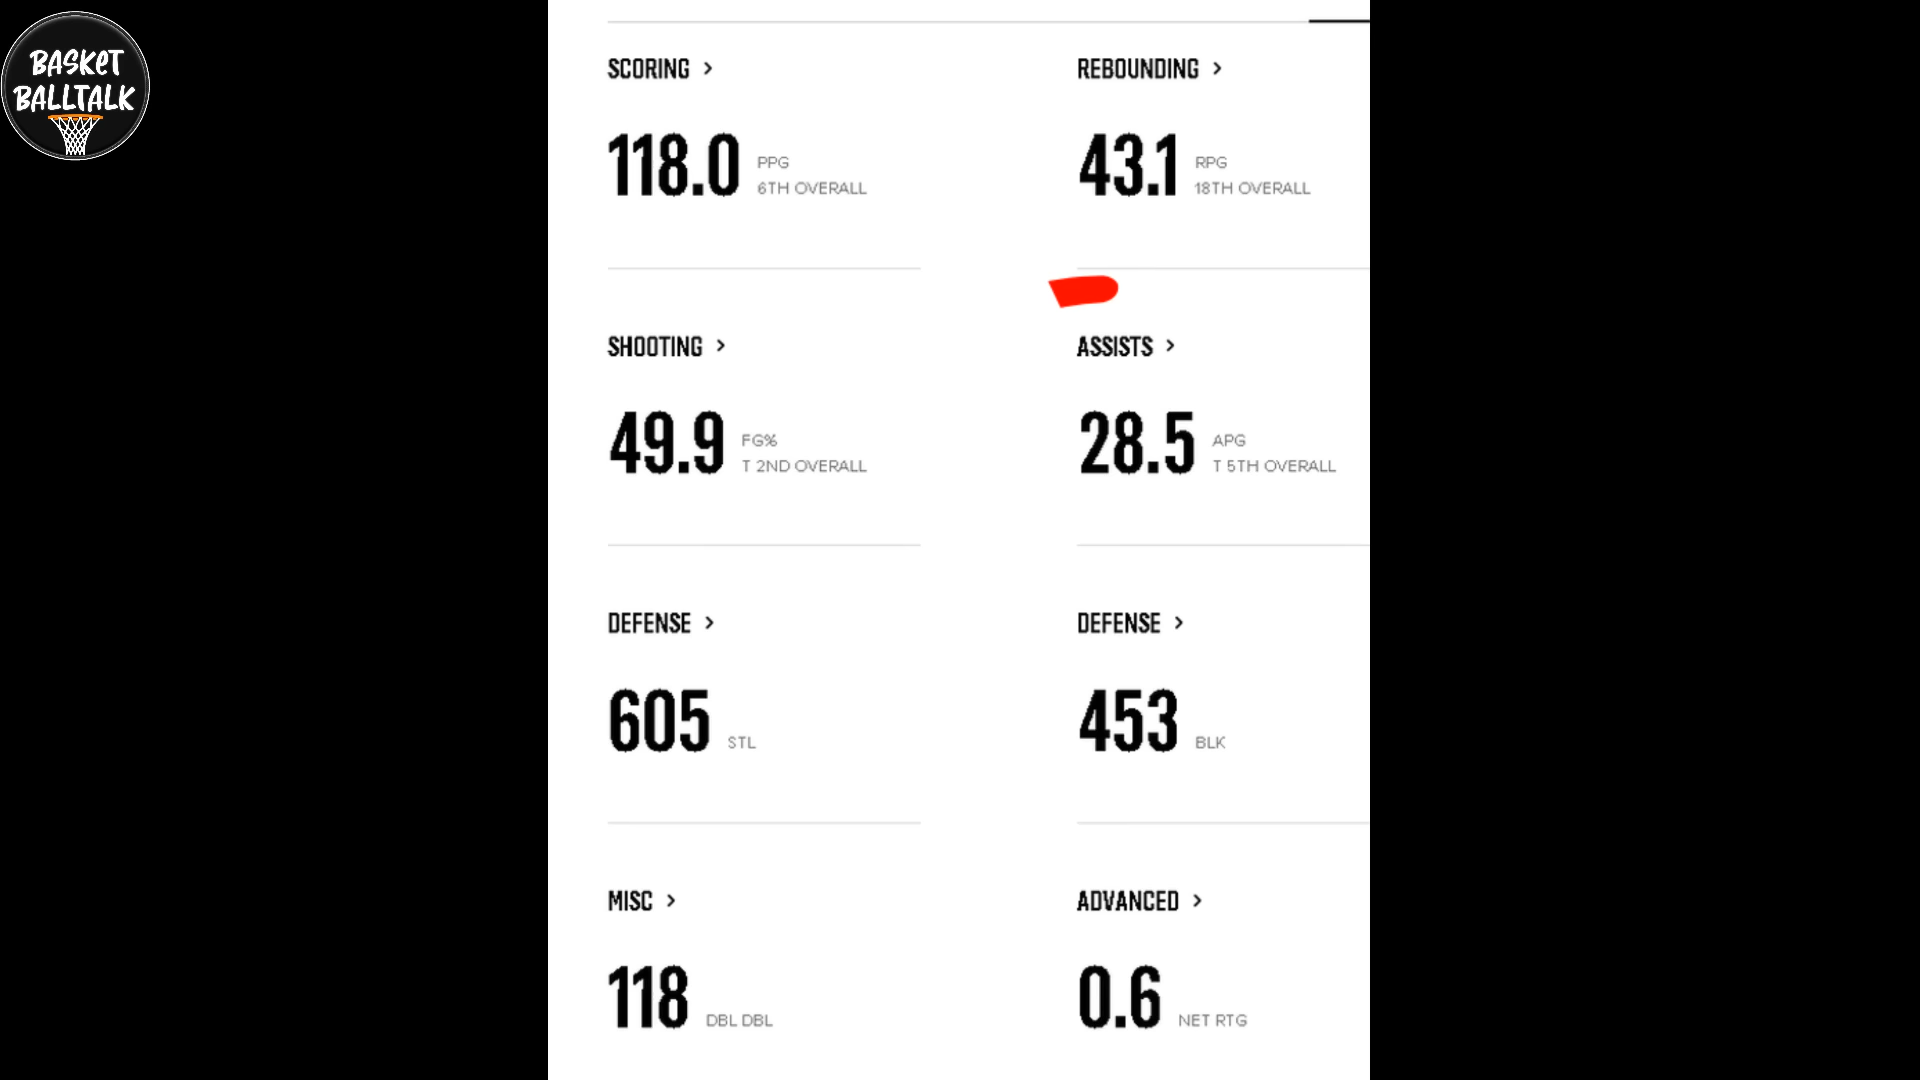 BASKET
BALLTALK
SCORING >
118.0 PPG
6TH OVERALL
REBOUNDING >
43.1 RPG
18TH OVERALL
SHOOTING >
49.9 FG%
T 2ND OVERALL
ASSISTS >
28.5 APG
T 5TH OVERALL
DEFENSE >
605 STL
DEFENSE >
453 BLK
MISC >
118 DBL DBL
ADVANCED >
0.6 NET RTG